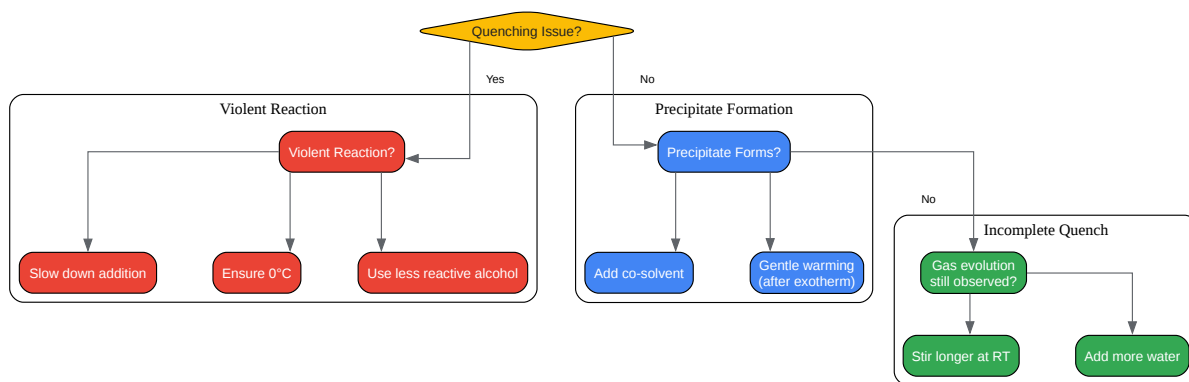 Quenching Issue?
Yes
No
Violent Reaction
Precipitate Formation
Violent Reaction?
Precipitate Forms?
No
Incomplete Quench
Slow down addition
Ensure 0°C
Use less reactive alcohol
Add co-solvent
Gentle warming
(after exotherm)
Gas evolution
still observed?
Stir longer at RT
Add more water